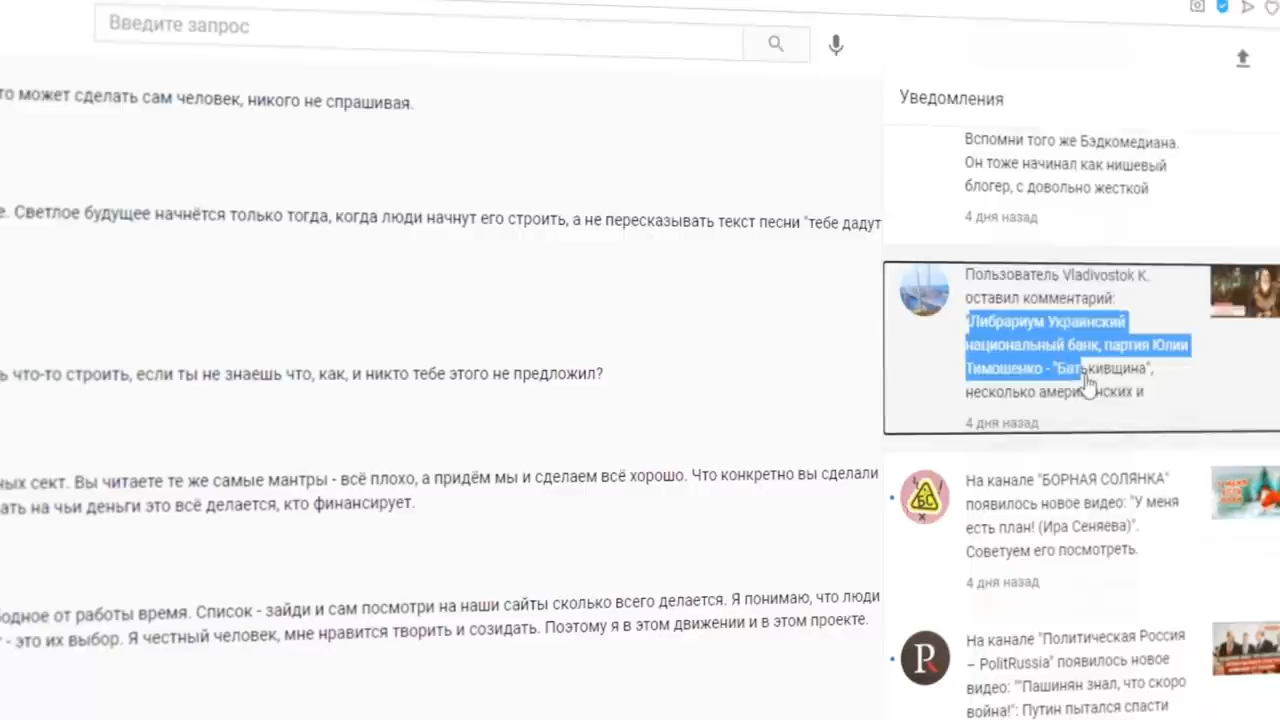 Введите запрос
то может сделать сам человек, никого не спрашивая.
е. Светлое будущее начнётся только тогда, когда люди начнут его строить, а не пересказывать текст песни "тебе дадут
ь что-то строить, если ты не знаешь что, как, и никто тебе этого не предложил?
ных сект. Вы читаете те же самые мантры - всё плохо, а придём мы и сделаем всё хорошо. Что конкретно вы сделали
ать на чьи деньги это всё делается, кто финансирует.
бодное от работы время. Список - зайди и сам посмотри на наши сайты сколько всего делается. Я понимаю, что люди
- это их выбор. Я честный человек, мне нравится творить и созидать. Поэтому я в этом движении и в этом проекте.
Уведомления
Вспомни того же Бэдкомедиана.
Он тоже начинал как нишевый
блогер, с довольно жесткой
4 дня назад
Пользователь Vladivostok K.
оставил комментарий:
"Либрариум Украинский
национальный банк, партия Юлии
Тимошенко - "Батькивщина",
несколько американских и
4 дня назад
На канале "БОРНАЯ СОЛЯНКА"
появилось новое видео: "У меня
есть план! (Ира Сеняева)".
Советуем его посмотреть.
4 дня назад
На канале "Политическая Россия
– PolitRussia" появилось новое
видео: "'Пашинян знал, что скоро
война!": Путин пытался спасти
БС
R